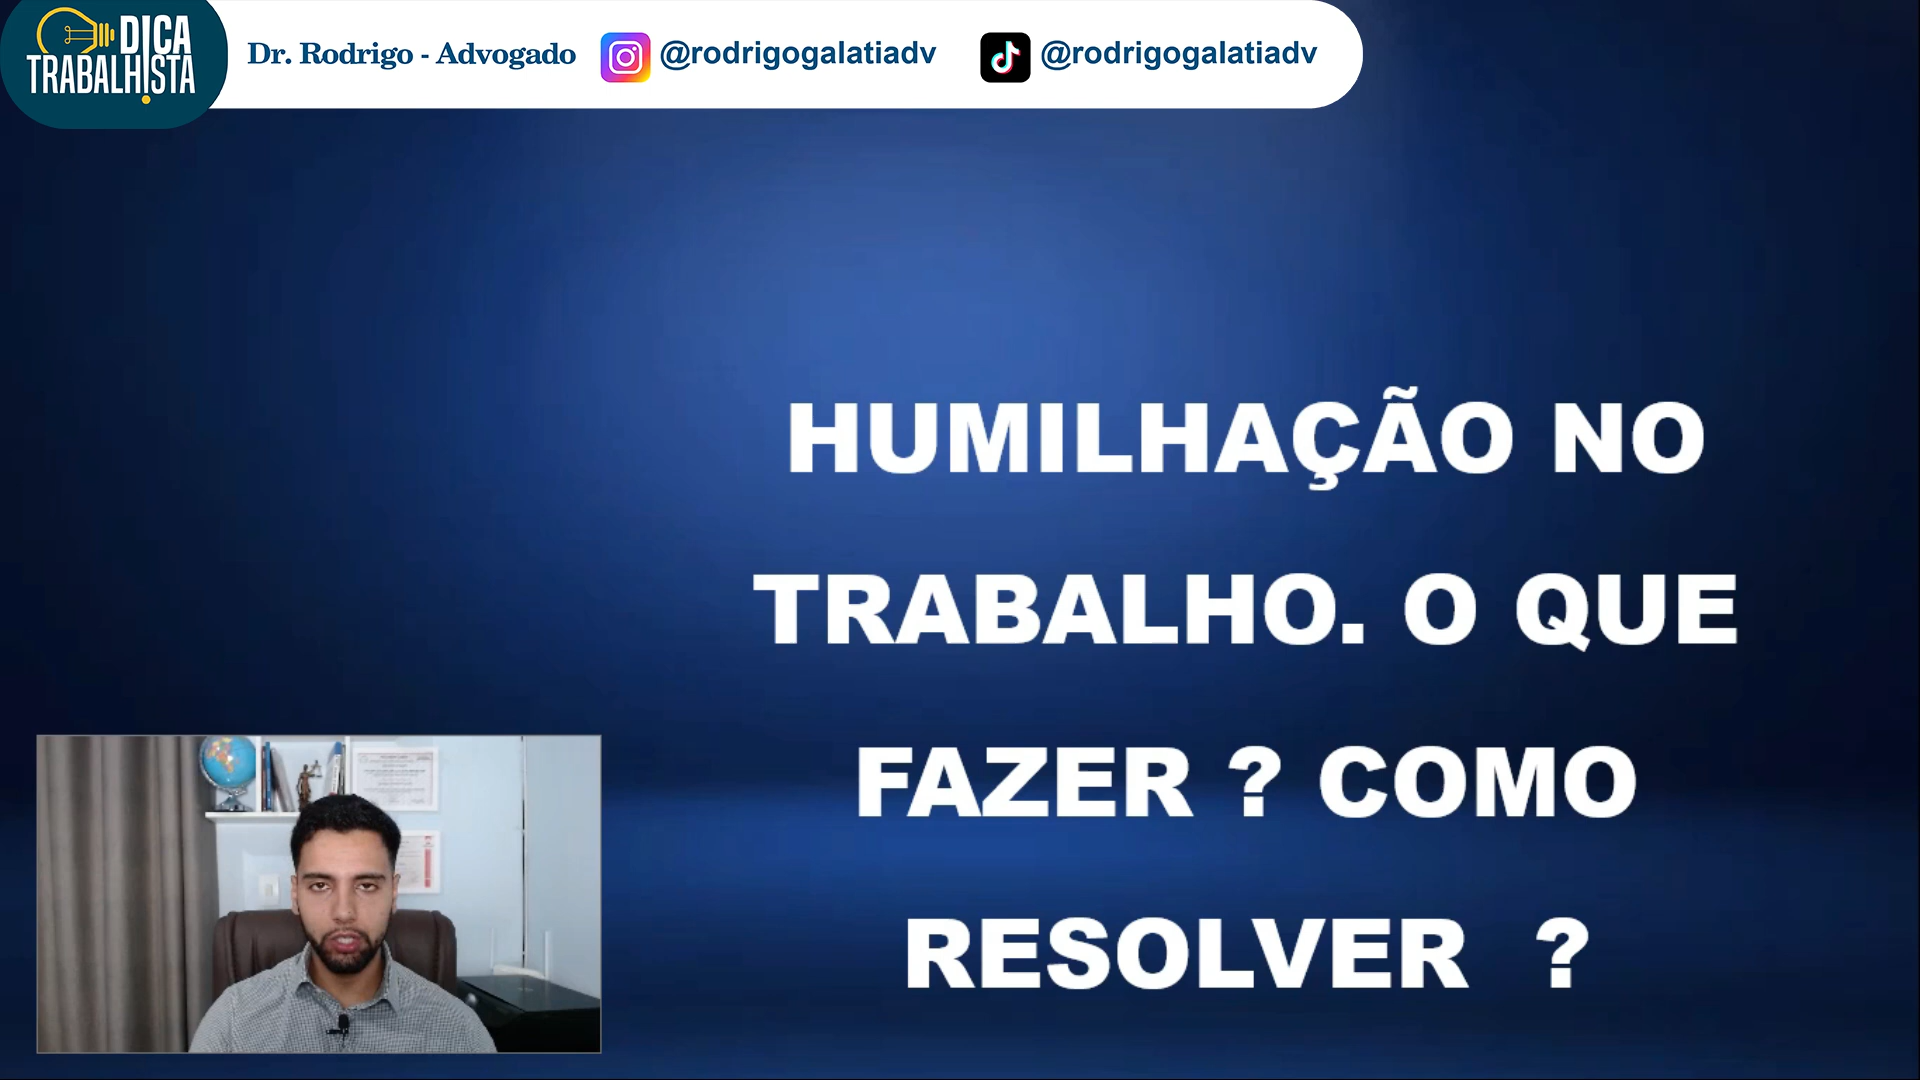 DICA
TRABALHISTA
Dr. Rodrigo - Advogado
@rodrigogalatiadv
@rodrigogalatiadv
HUMILHAÇÃO NO
TRABALHO. O QUE
FAZER ? COMO
RESOLVER ?